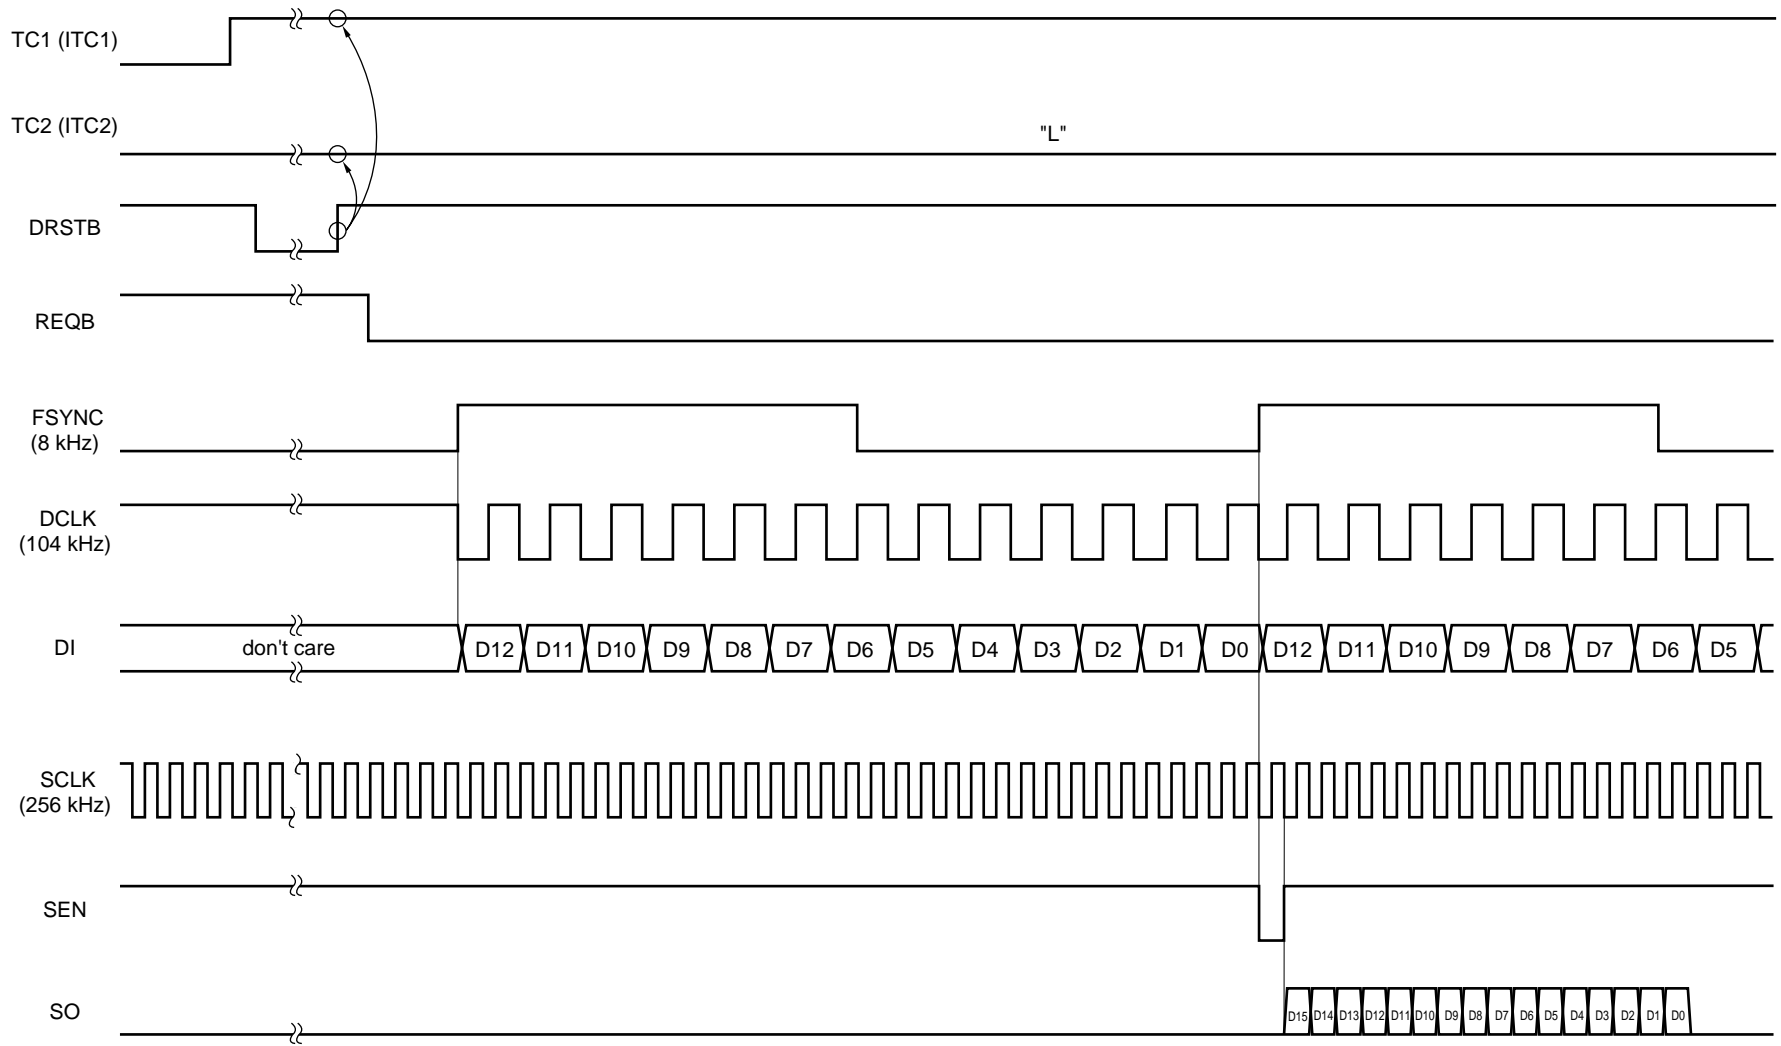 TC1 (ITC1)
TC2 (ITC2)
"L"
DRSTB
REQB
FSYNC
(8 kHz)
DCLK
(104 kHz)
DI
don't care
D12 D11 D10 D9 D8 D7 D6 D5 D4 D3 D2 D1 D0 D12 D11 D10 D9 D8 D7 D6 D5
SCLK
(256 kHz)
SEN
SO
D15 D14 D13 D12 D11 D10 D9 D8 D7 D6 D5 D4 D3 D2 D1 D0